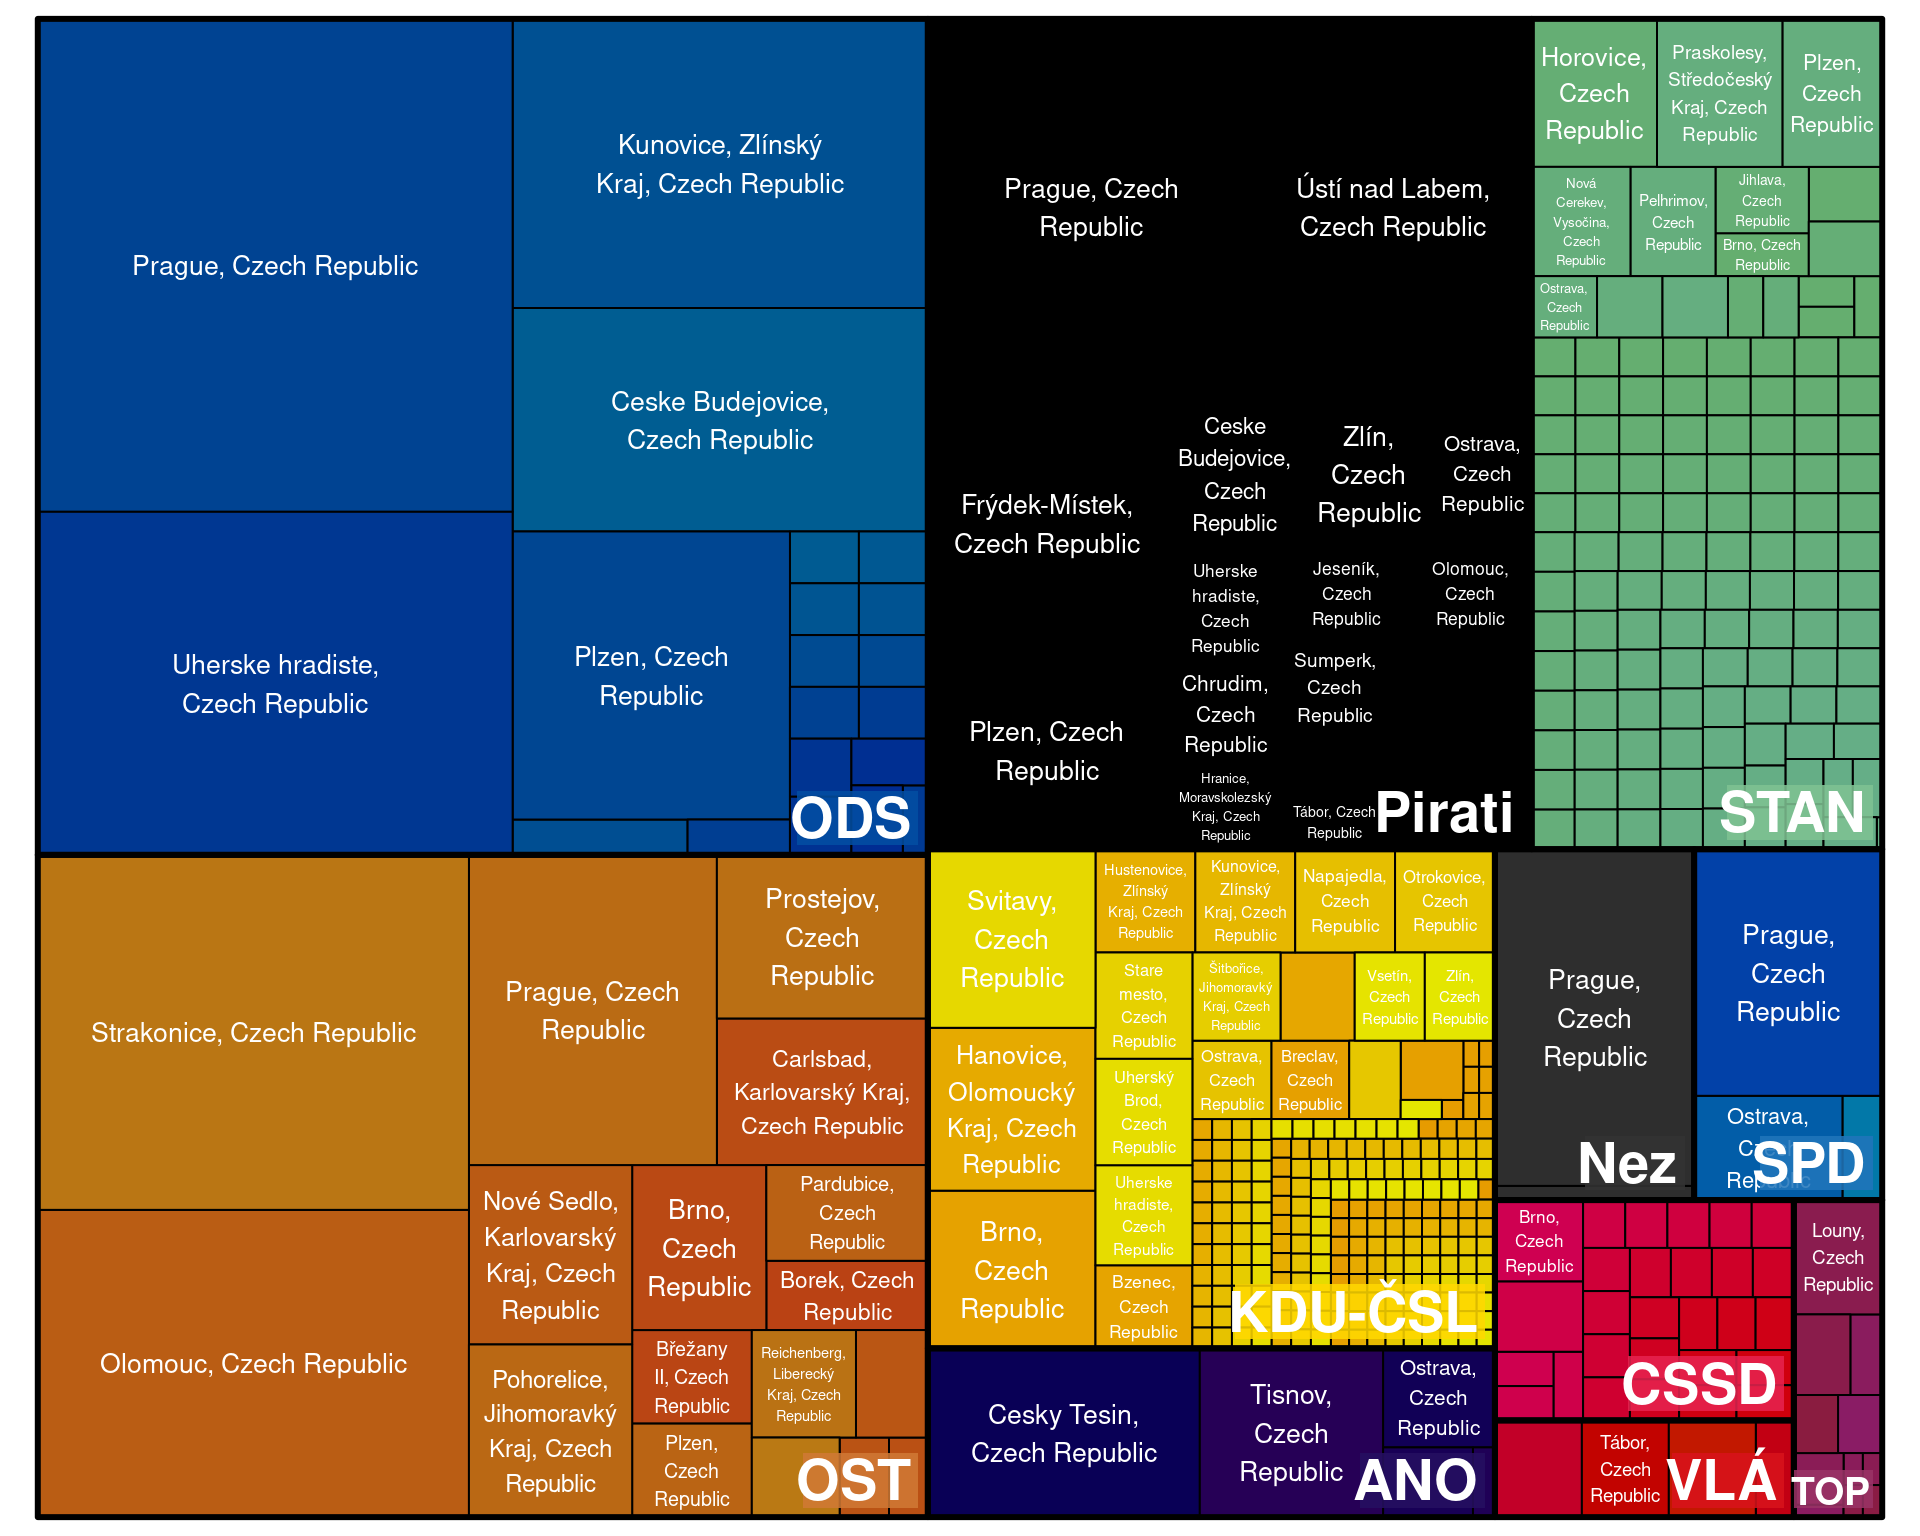 Prague, Czech Republic
Kunovice, Zlínský
Kraj, Czech Republic
Ceske Budejovice,
Czech Republic
Uherske hradiste,
Czech Republic
Plzen, Czech
Republic
ODS
Prague, Czech
Republic
Ústí nad Labem,
Czech Republic
Frýdek-Místek,
Czech Republic
Ceske
Budejovice,
Czech
Republic
Zlín,
Czech
Republic
Ostrava,
Czech
Republic
Uherske
hradiste,
Czech
Republic
Jeseník,
Czech
Republic
Olomouc,
Czech
Republic
Plzen, Czech
Republic
Chrudim,
Czech
Republic
Sumperk,
Czech
Republic
Hranice,
Moravskolezský
Kraj, Czech
Republic
Tábor, Czech
Republic
Pirati
Horovice,
Czech
Republic
Praskolesy,
Středočeský
Kraj, Czech
Republic
Plzen,
Czech
Republic
Nová
Cerekev,
Vysočina,
Czech
Republic
Pelhrimov,
Czech
Republic
Jihlava,
Czech
Republic
Brno, Czech
Republic
Ostrava,
Czech
Republic
STAN
Strakonice, Czech Republic
Olomouc, Czech Republic
Prague, Czech
Republic
Prostejov,
Czech
Republic
Carlsbad,
Karlovarský Kraj,
Czech Republic
Nové Sedlo,
Karlovarský
Kraj, Czech
Republic
Brno,
Czech
Republic
Pardubice,
Czech
Republic
Borek, Czech
Republic
Pohorelice,
Jihomoravký
Kraj, Czech
Republic
Břežany
II, Czech
Republic
Reichenberg,
Liberecký
Kraj, Czech
Republic
Plzen,
Czech
Republic
OST
Svitavy,
Czech
Republic
Hustenovice,
Zlínský
Kraj, Czech
Republic
Kunovice,
Zlínský
Kraj, Czech
Republic
Napajedla,
Czech
Republic
Otrokovice,
Czech
Republic
Hanovice,
Olomoucký
Kraj, Czech
Republic
Stare
mesto,
Czech
Republic
Šitbořice,
Jihomoravký
Kraj, Czech
Republic
Vsetín,
Czech
Republic
Zlín,
Czech
Republic
Uherský
Brod,
Czech
Republic
Ostrava,
Czech
Republic
Breclav,
Czech
Republic
Brno,
Czech
Republic
Uherske
hradiste,
Czech
Republic
Bzenec,
Czech
Republic
KDU-ČSL
Cesky Tesin,
Czech Republic
Tisnov,
Czech
Republic
Ostrava,
Czech
Republic
ANO
Prague,
Czech
Republic
Nez
Prague,
Czech
Republic
Ostrava,
SPD
Brno,
Czech
Republic
CSSD
Louny,
Czech
Republic
Tábor,
Czech
Republic
VLÁ
TOP